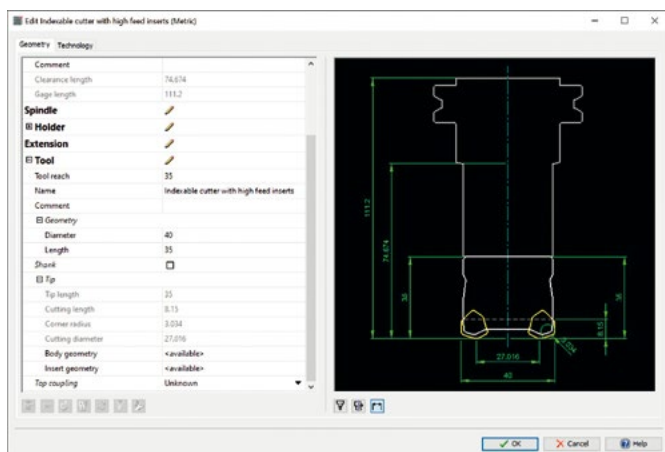 Edit Indexable cutter with high feed inserts (Metric)
Geometry Technology
Comment
Clearance length 74.674
Gage length 111.2
Spindle
Holder
Extension
Tool
Tool reach 35
Name Indexable cutter with high feed inserts
Comment
Geometry
Diameter 40
Length 35
Shank
Tip
Tip length 35
Cutting length 8.15
Corner radius 3.034
Cutting diameter 27.016
Body geometry <available>
Insert geometry <available>
Top coupling Unknown
111.2
74.674
35
35
8.15
3.034
27.016
40
OK Cancel Help